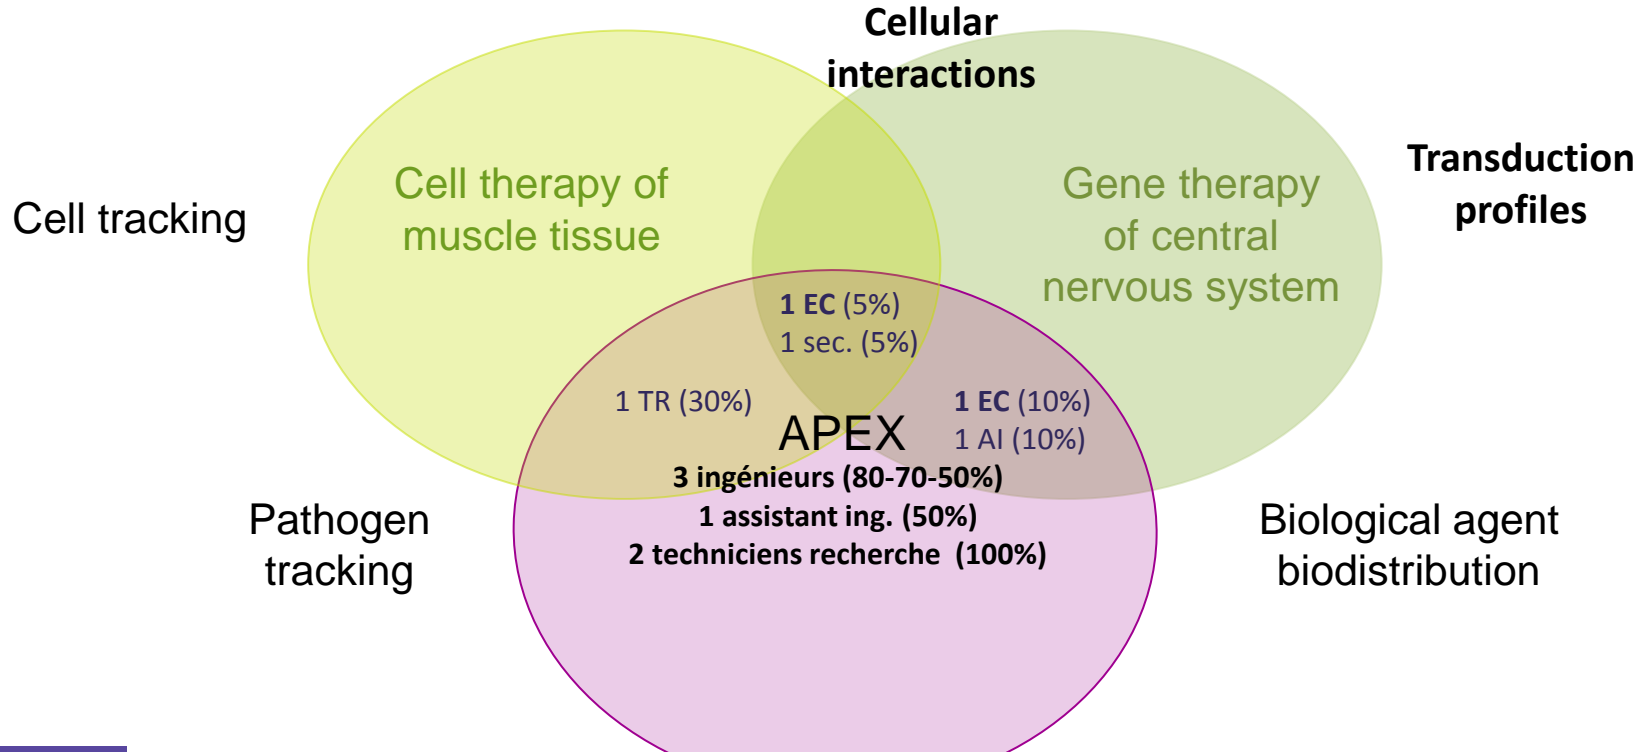 Cellular
interactions
Cell tracking
Cell therapy of
muscle tissue
Gene therapy
of central
nervous system
Transduction
profiles
1 EC (5%)
1 sec. (5%)
1 TR (30%)
1 EC (10%)
1 AI (10%)
APEX
3 ingénieurs (80-70-50%)
1 assistant ing. (50%)
2 techniciens recherche (100%)
Pathogen
tracking
Biological agent
biodistribution